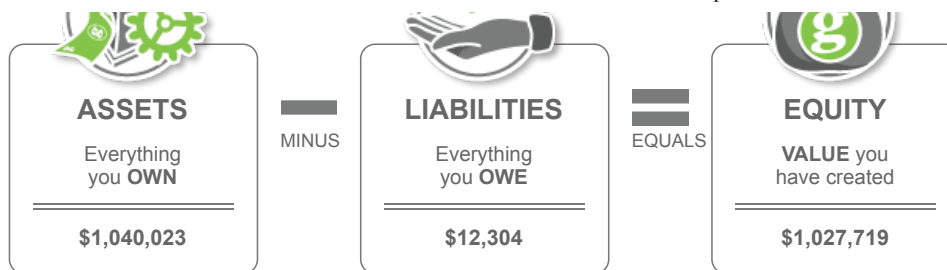 ASSETS
Everything
you OWN
$1,040,023
MINUS
LIABILITIES
Everything
you OWE
$12,304
EQUALS
g
EQUITY
VALUE you
have created
$1,027,719